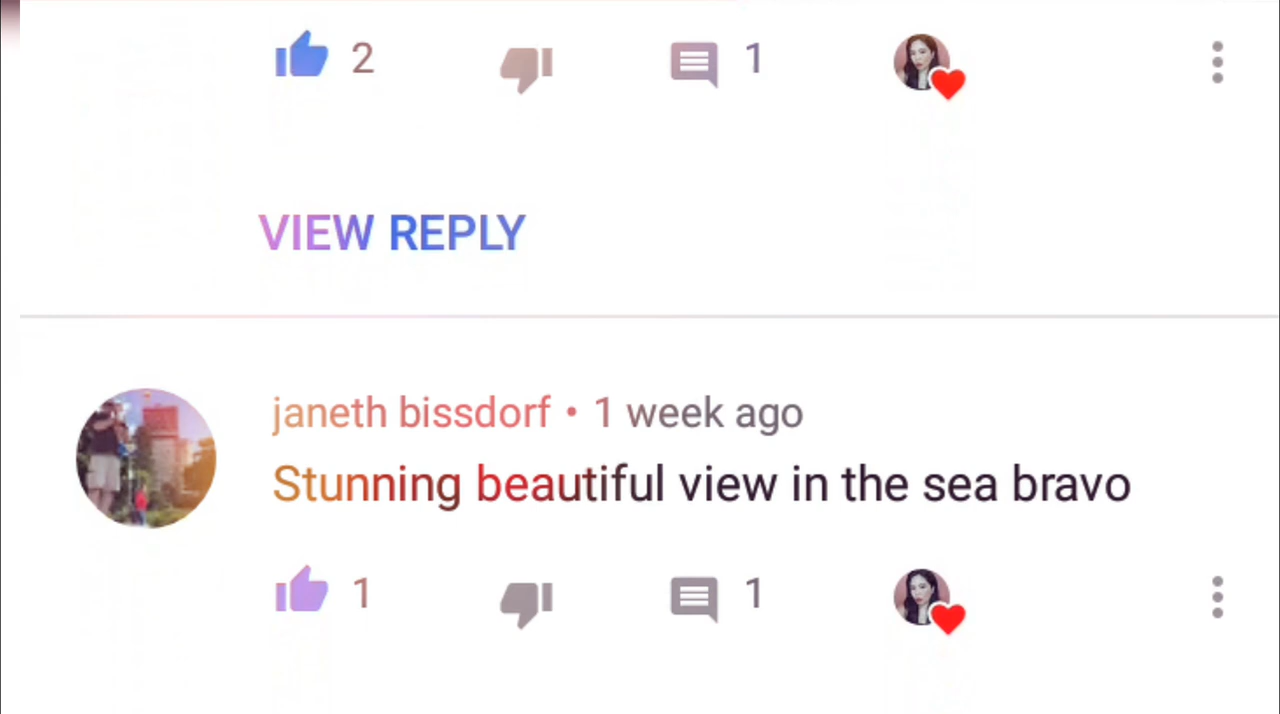 2 1
VIEW REPLY
janeth bissdorf • 1 week ago
Stunning beautiful view in the sea bravo
1 1